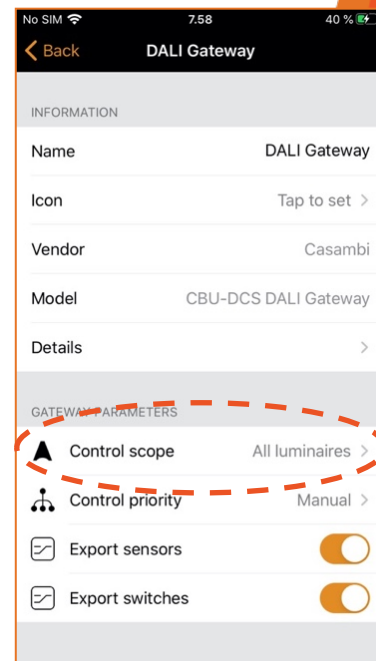 No SIM 7.58 40 %
Back DALI Gateway
INFORMATION
Name DALI Gateway
Icon Tap to set
Vendor Casambi
Model CBU-DCS DALI Gateway
Details
GATEWAY PARAMETERS
Control scope All luminaires
Control priority Manual
Export sensors
Export switches